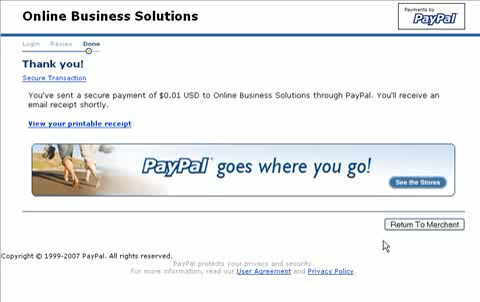 Online Business Solutions
Payments by
PayPal
Login Review Done
Thank you!
Secure Transaction
You've sent a secure payment of $0.01 USD to Online Business Solutions through PayPal. You'll receive an
email receipt shortly.
View your printable receipt
PayPal goes where you go!
See the Stores
Return To Merchant
Copyright © 1999-2007 PayPal. All rights reserved.
PayPal protects your privacy and security.
For more information, read our User Agreement and Privacy Policy.